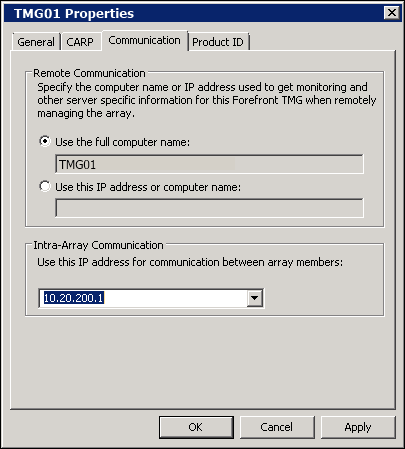 TMG01 Properties
General CARP Communication Product ID
Remote Communication
Specify the computer name or IP address used to get monitoring and
other server specific information for this Forefront TMG when remotely
managing the array.
Use the full computer name:
TMG01
Use this IP address or computer name:
Intra-Array Communication
Use this IP address for communication between array members:
10.20.200.1
OK Cancel Apply